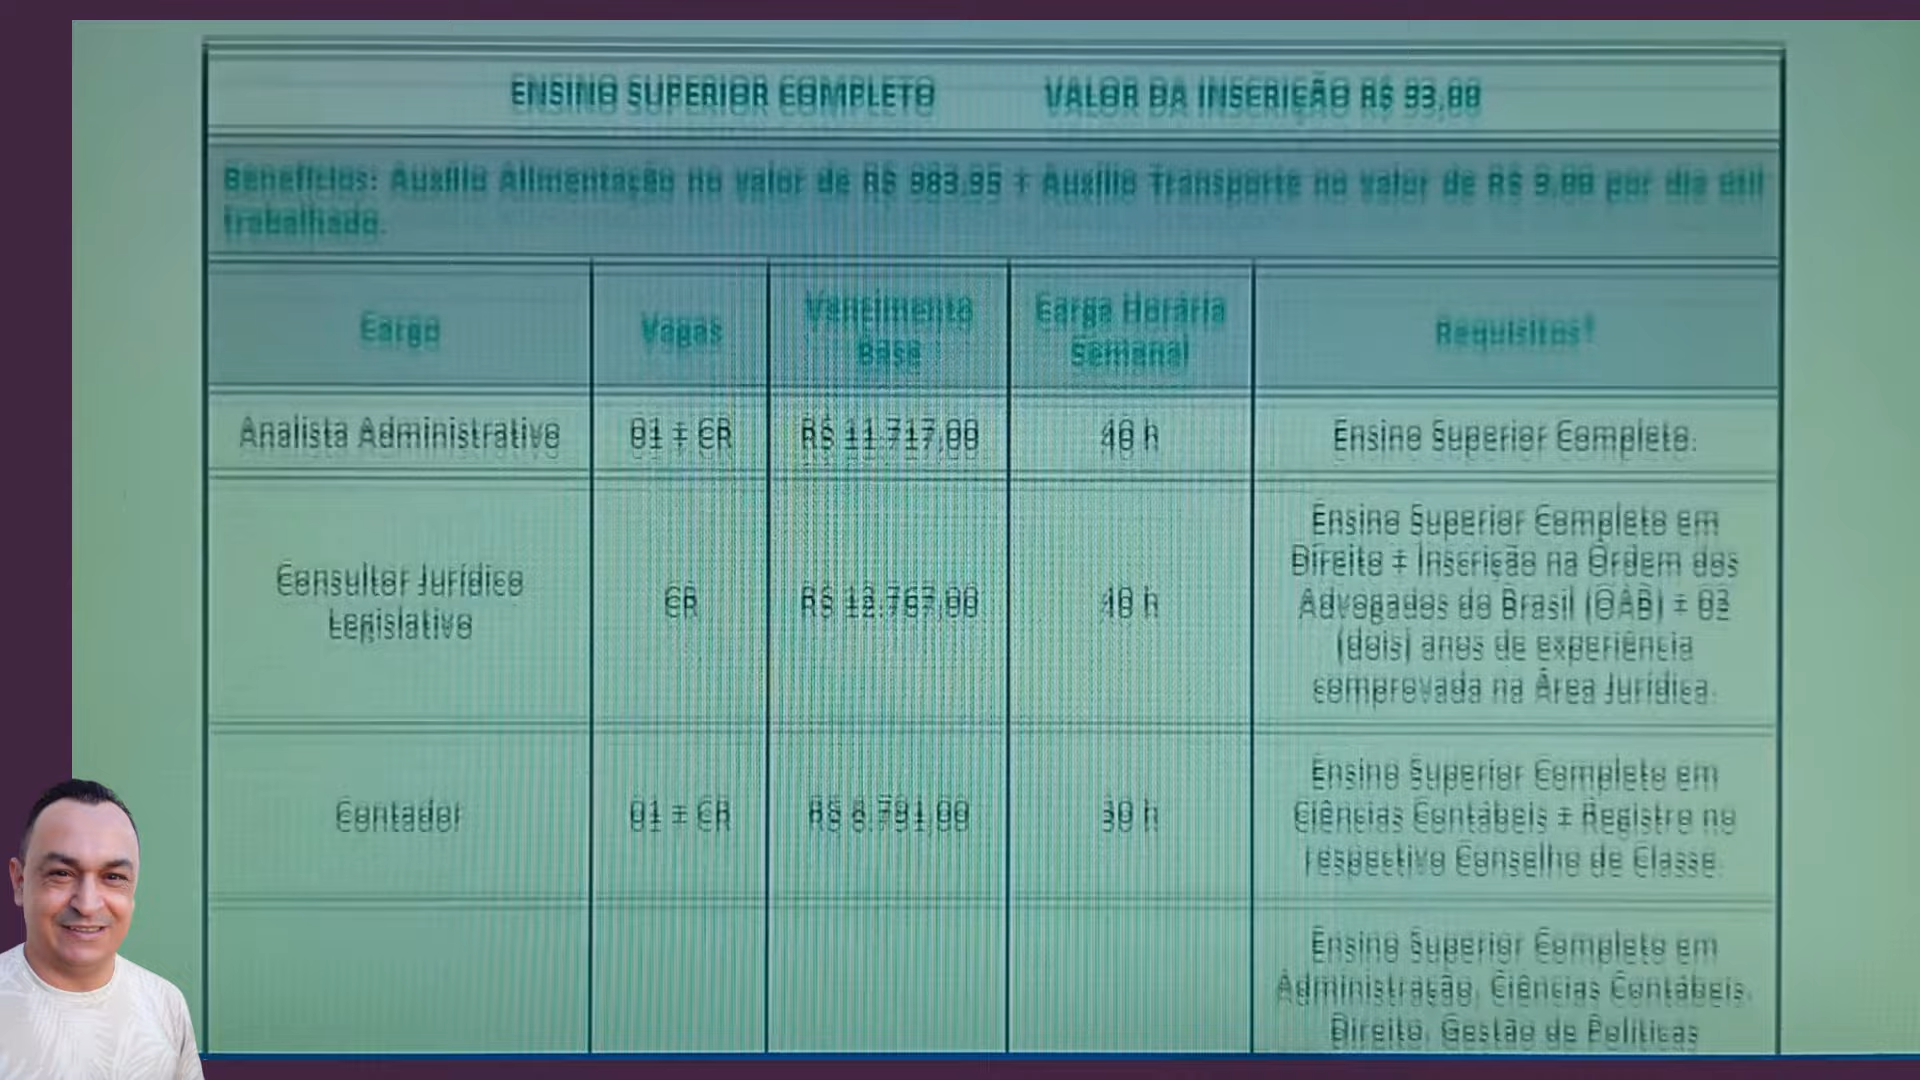 ENSINO SUPERIOR COMPLETO VALOR DA INSCRIÇÃO R$ 93,00
Benefícios: Auxílio Alimentação no valor de R$ 983,95 + Auxílio Transporte no valor de R$ 9,00 por dia útil
trabalhado.
Cargo
Vagas
Vencimento
Base
Carga Horária
Semanal
Requisitos
Analista Administrativo
01 + CR
R$ 11.717,00
40 h
Ensino Superior Completo.
Consultor Jurídico
Legislativo
CR
R$
40 h
Ensino Superior Completo em
Direito + Inscrição na Ordem dos
Advogados do Brasil (OAB) + 02
(dois) anos de experiência
comprovada na Área Jurídica.
Contador
01 + CR
R$
30 h
Ensino Superior Completo em
Ciências Contábeis + Registro no
respectivo Conselho de Classe.
Ensino Superior Completo em
Administração, Ciências Contábeis,
Direito, Gestão de Políticas